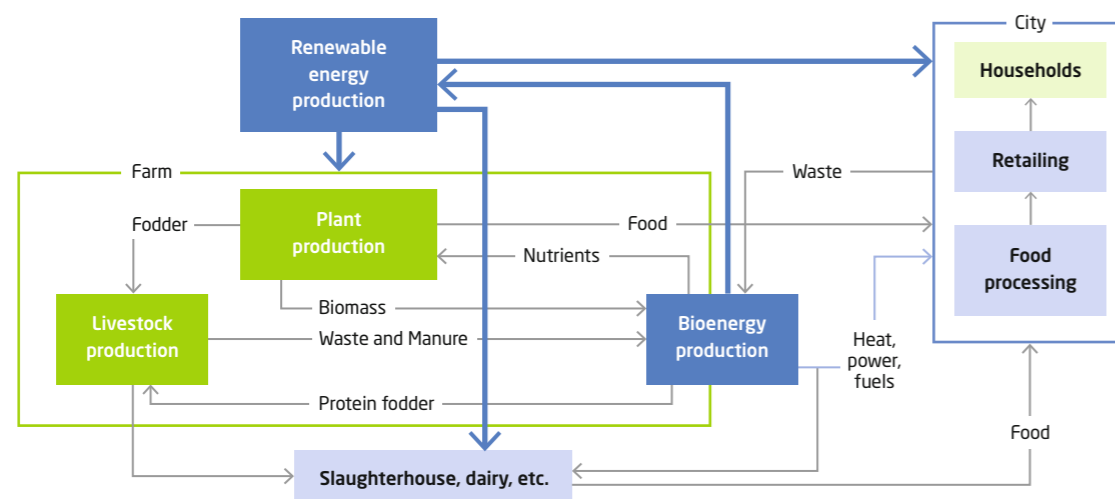 City
Renewable
energy
production
Households
Farm
Waste
Retailing
Fodder
Plant
production
Food
Nutrients
Food
processing
Biomass
Livestock
production
Waste and Manure
Bioenergy
production
Heat,
power,
fuels
Protein fodder
Food
Slaughterhouse, dairy, etc.